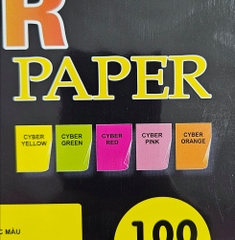 R
PAPER
CYBER YELLOW
CYBER GREEN
CYBER RED
CYBER PINK
CYBER ORANGE
C MÀU
100